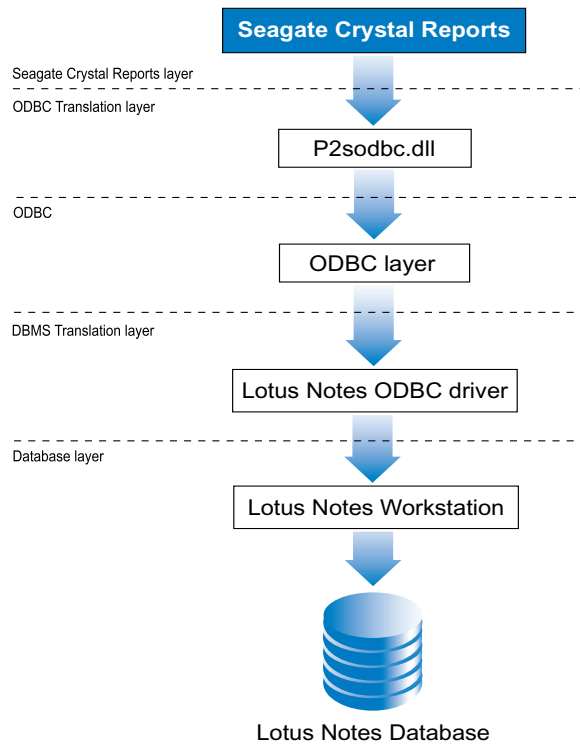 Seagate Crystal Reports
Seagate Crystal Reports layer
ODBC Translation layer
P2sodbc.dll
ODBC
ODBC layer
DBMS Translation layer
Lotus Notes ODBC driver
Database layer
Lotus Notes Workstation
Lotus Notes Database